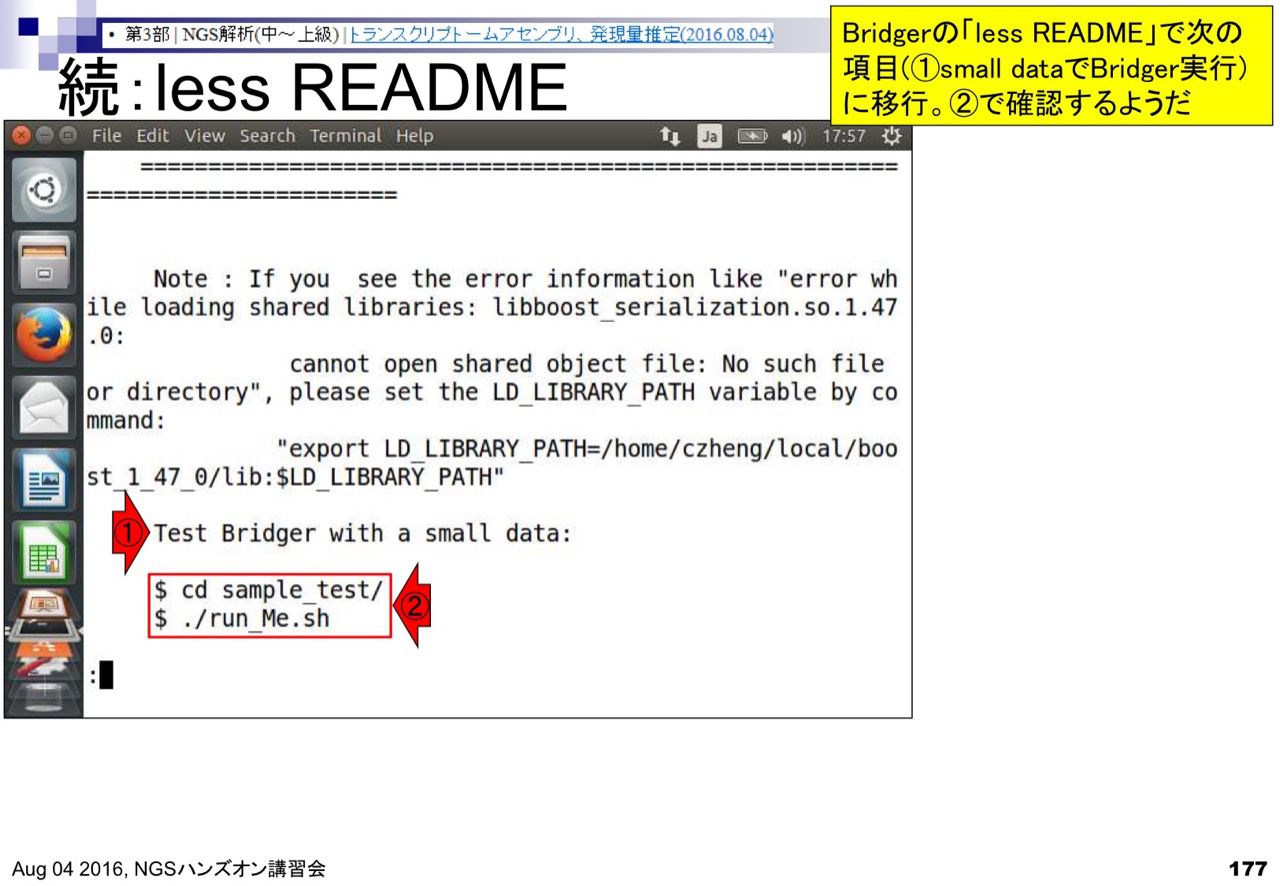 • 第3部 | NGS解析(中～上級) | トランスクリプトームアセンブリ、発現量推定(2016.08.04)
Bridgerの「less README」で次の
項目(①small dataでBridger実行)
に移行。②で確認するようだ
続：less README
File Edit View Search Terminal Help Ja 17:57
========================================================
=======================
Note : If you  see the error information like "error wh
ile loading shared libraries: libboost_serialization.so.1.47
.0:
cannot open shared object file: No such file
or directory", please set the LD_LIBRARY_PATH variable by co
mmand:
"export LD_LIBRARY_PATH=/home/czheng/local/boo
st_1_47_0/lib:$LD_LIBRARY_PATH"
① Test Bridger with a small data:
$ cd sample_test/
②
$ ./run_Me.sh
:
Aug 04 2016, NGSハンズオン講習会
177